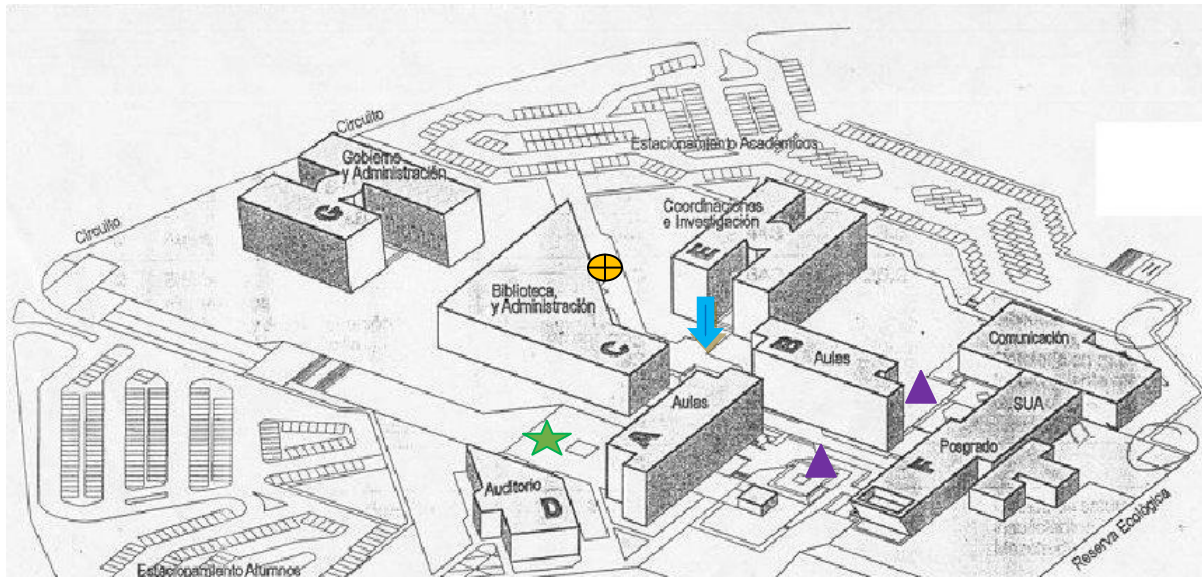 Circuito
Estacionamiento Académicos
Gobierno
y Administración
G
Circuito
Coordinaciones
e Investigación
E
Biblioteca,
y Administración
C
B
Aulas
Comunicación
Aulas
A
SUA
Posgrado
F
Auditorio
D
Reserva Ecológica
Estacionamiento Alumnos